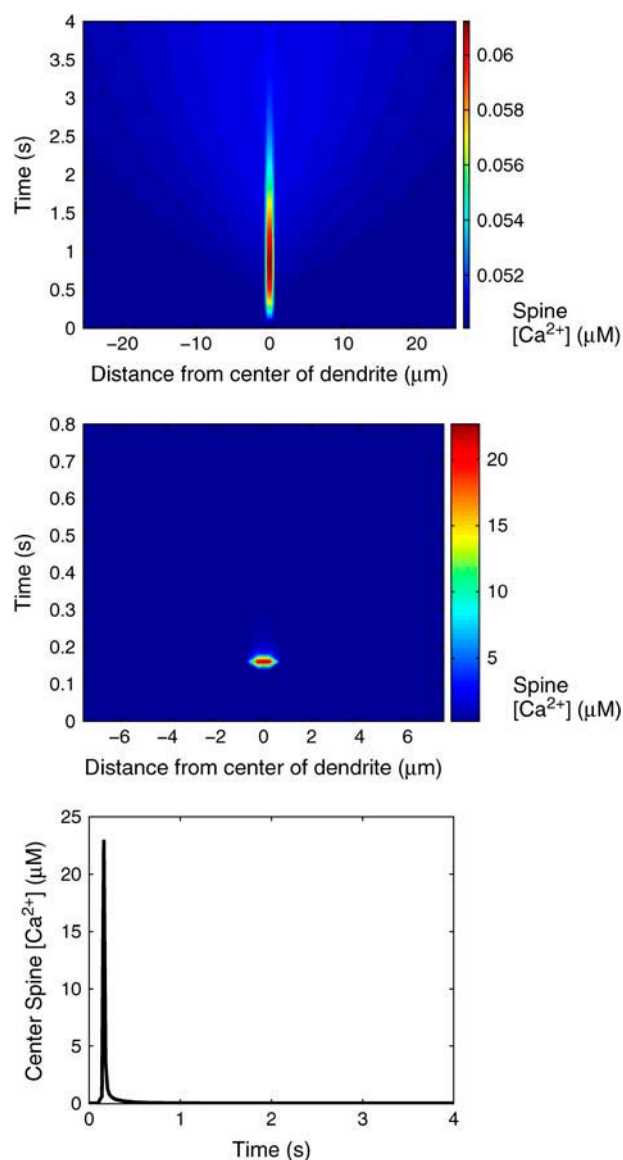 4
3.5
3
2.5
2
1.5
1
0.5
0
Time (s)
−20 −10 0 10 20
Distance from center of dendrite (μm)
0.06
0.058
0.056
0.054
0.052
Spine
[Ca²⁺] (μM)
0.8
0.7
0.6
0.5
0.4
0.3
0.2
0.1
0
Time (s)
−6 −4 −2 0 2 4 6
Distance from center of dendrite (μm)
20
15
10
5
Spine
[Ca²⁺] (μM)
25
20
15
10
5
0
Center Spine [Ca²⁺] (μM)
0 1 2 3 4
Time (s)